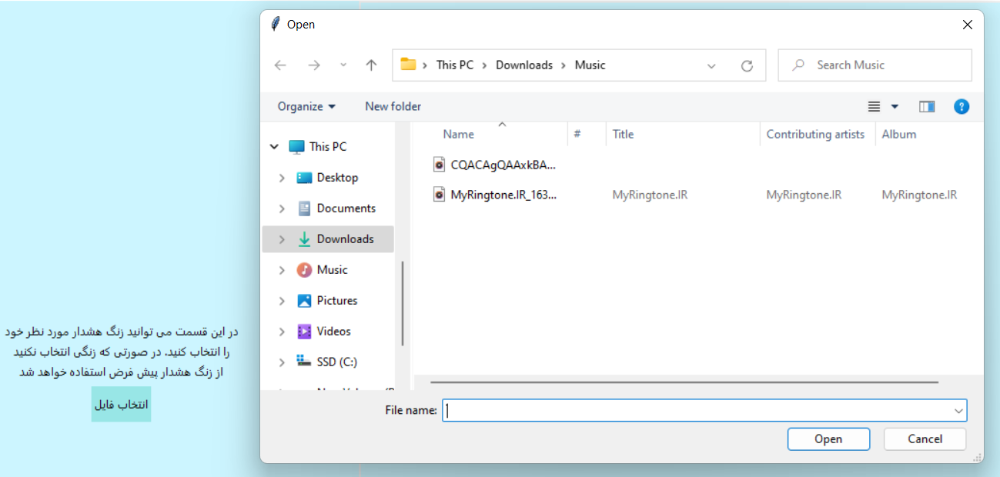 Open
This PC
Downloads
Music
Search Music
Organize
New folder
Name
#
Title
Contributing artists
Album
This PC
Desktop
Documents
Downloads
Music
Pictures
Videos
SSD (C:)
CQACAgQAAxkBA...
MyRingtone.IR_163...
MyRingtone.IR
MyRingtone.IR
MyRingtone.IR
در این قسمت می توانید زنگ هشدار مورد نظر خود
را انتخاب کنید. در صورتی که زنگی انتخاب نکنید
از زنگ هشدار پیش فرض استفاده خواهد شد
انتخاب فایل
File name:
Open
Cancel